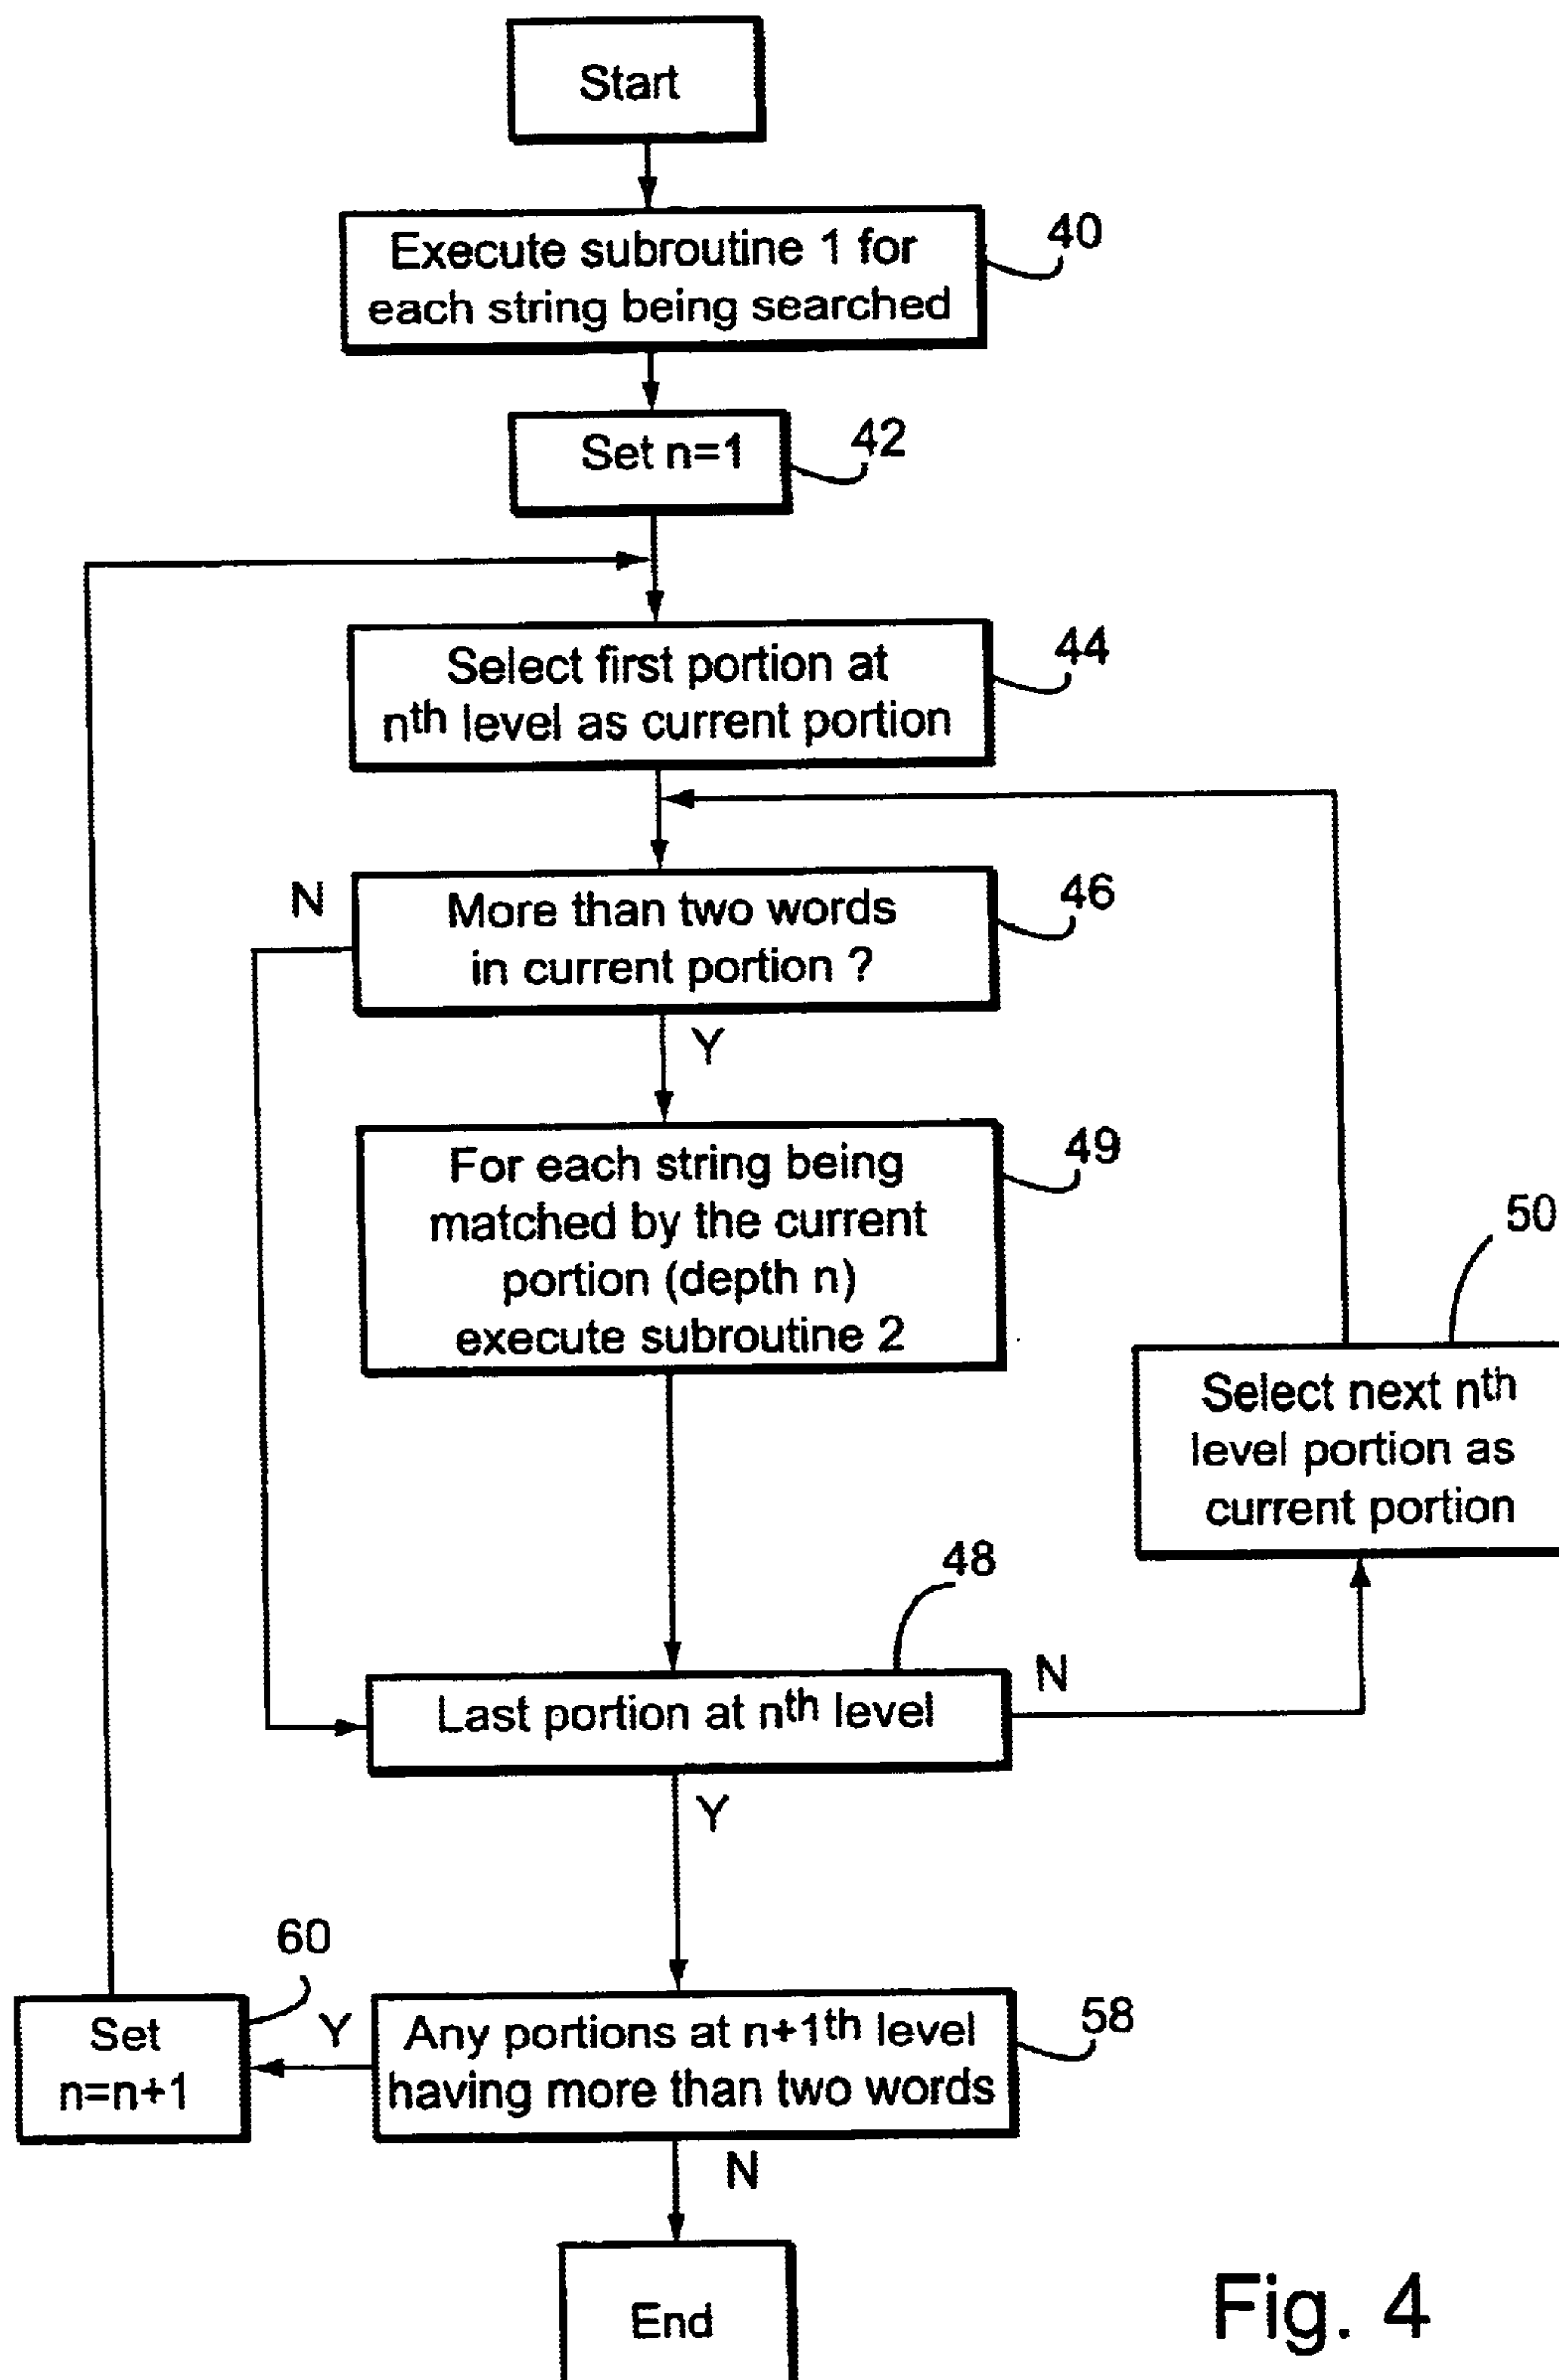 Start
Execute subroutine 1 for
each string being searched
40
Set n=1
42
Select first portion at
nth level as current portion
44
N
More than two words
in current portion ?
46
Y
For each string being
matched by the current
portion (depth n)
execute subroutine 2
49
50
Select next nth
level portion as
current portion
48
Last portion at nth level
N
Y
60
Set
n=n+1
Y
Any portions at n+1th level
having more than two words
58
N
End
Fig. 4